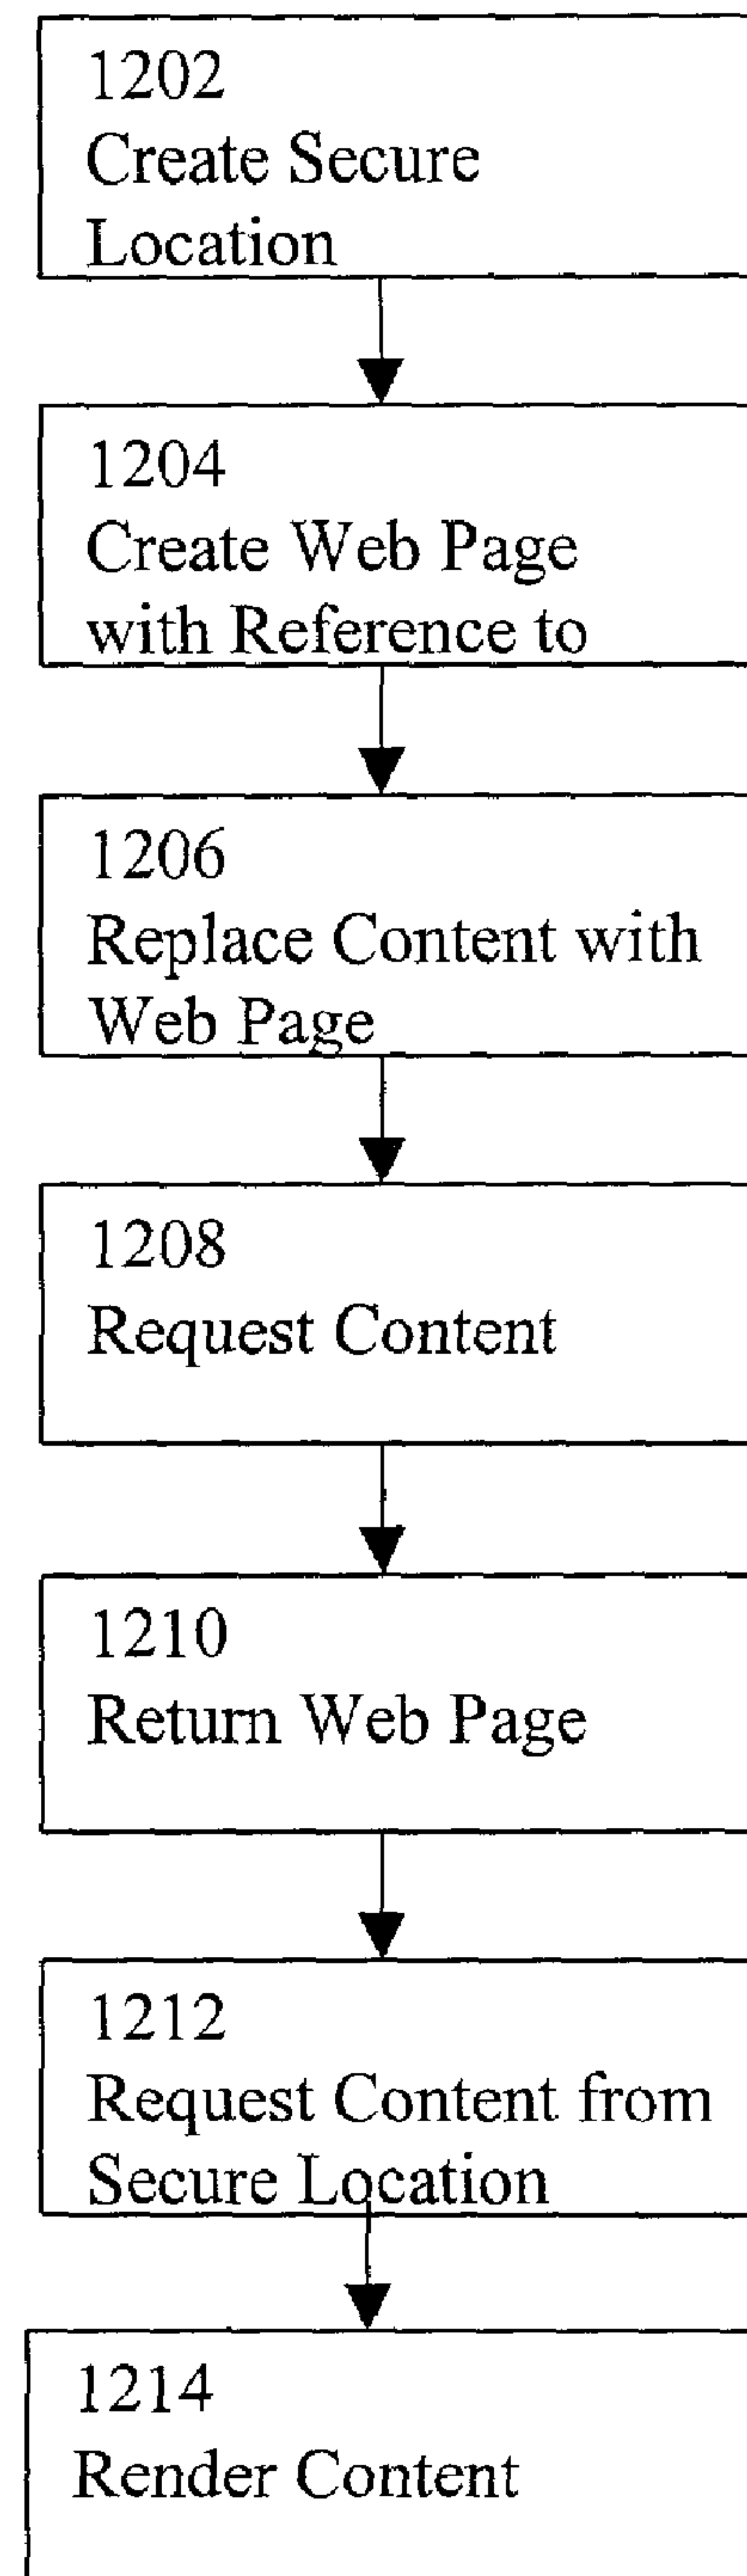 1202
Create Secure
Location
1204
Create Web Page
with Reference to
1206
Replace Content with
Web Page
1208
Request Content
1210
Return Web Page
1212
Request Content from
Secure Location
1214
Render Content